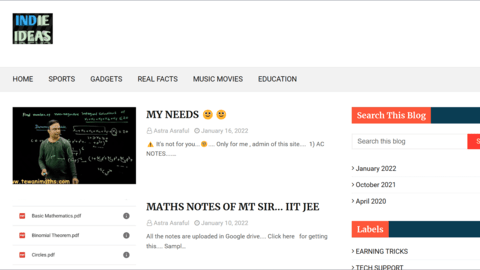 INDIE
IDEAS
HOME SPORTS GADGETS REAL FACTS MUSIC MOVIES EDUCATION
MY NEEDS 🙂 🙂
Astra Asraful January 16, 2022
⚠ It's not for you...🙂 .... Only for me , admin of this site.... 1) AC
NOTES......
www.tewanimaths.com
MATHS NOTES OF MT SIR... IIT JEE
Astra Asraful January 10, 2022
All the notes are uploaded in Google drive.... Click here for getting
this.... Sampl...
Basic Mathematics.pdf
Binomial Theorem.pdf
Circles.pdf
Search This Blog
Search this blog
S
› January 2022
› October 2021
› April 2020
Labels
› EARNING TRICKS
› TECH SUPPORT